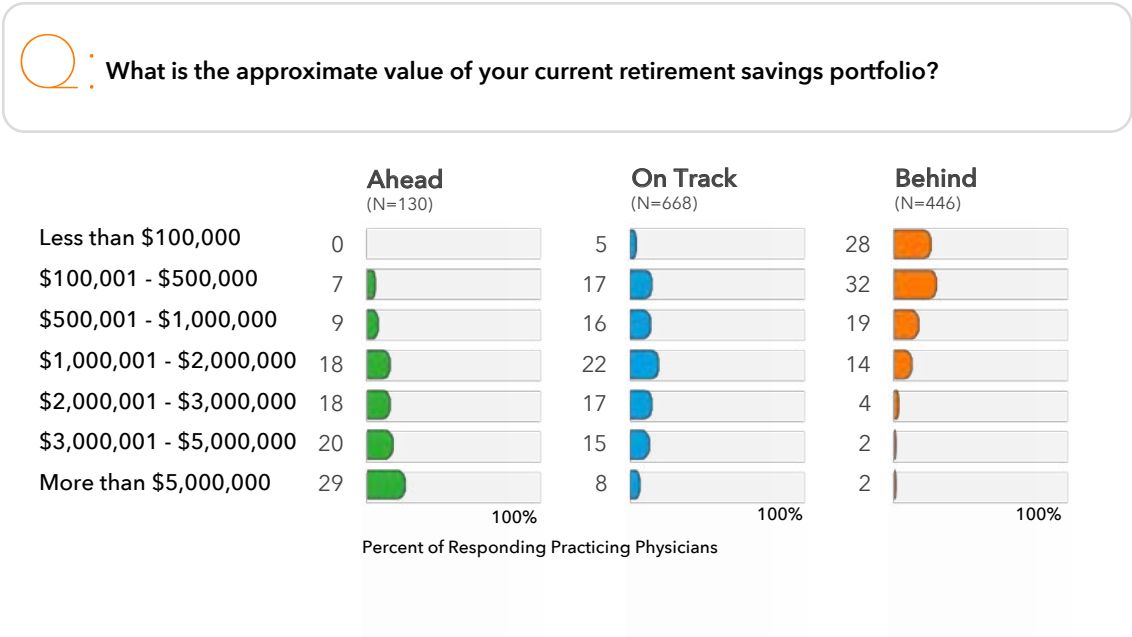 Q: What is the approximate value of your current retirement savings portfolio?
Ahead On Track Behind
(N=130) (N=668) (N=446)
Less than $100,000 0 5 28
$100,001 - $500,000 7 17 32
$500,001 - $1,000,000 9 16 19
$1,000,001 - $2,000,000 18 22 14
$2,000,001 - $3,000,000 18 17 4
$3,000,001 - $5,000,000 20 15 2
More than $5,000,000 29 8 2
100% 100% 100%
Percent of Responding Practicing Physicians